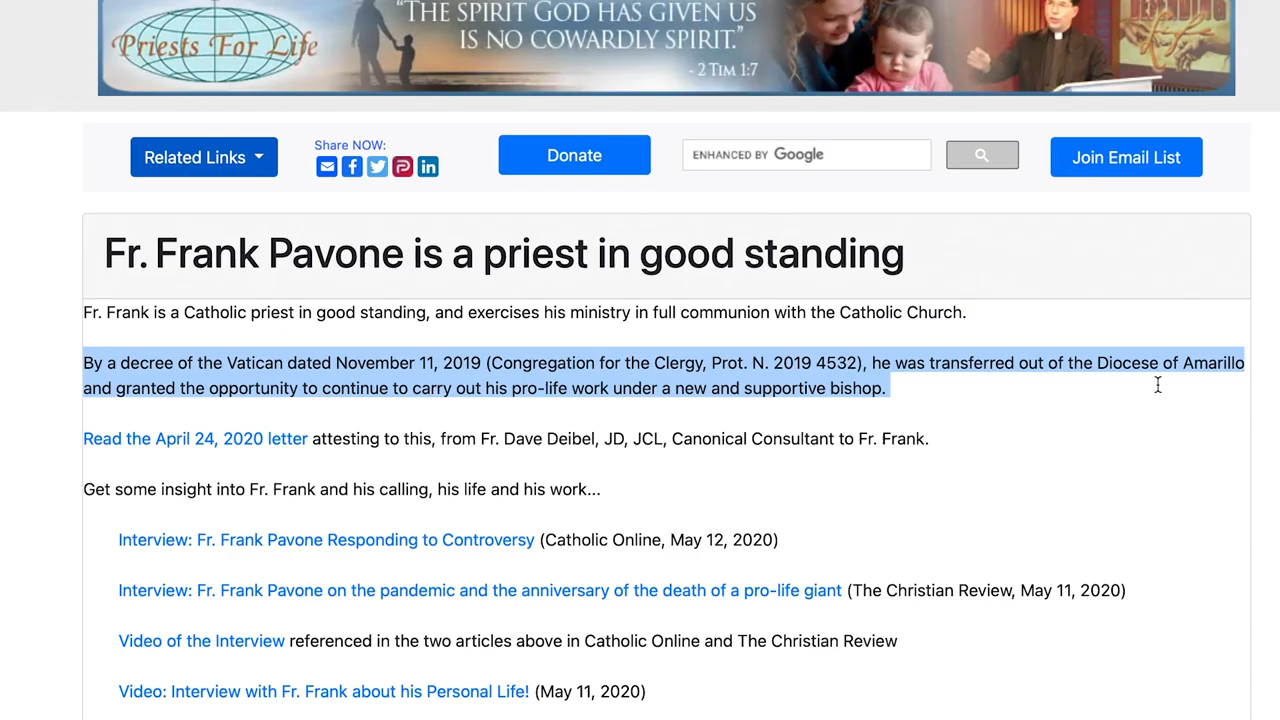 "THE SPIRIT GOD HAS GIVEN US
IS NO COWARDLY SPIRIT."
- 2 TIM 1:7
Priests For Life
DEFENDING
Related Links
Share NOW:
Donate
ENHANCED BY Google
Join Email List
Fr. Frank Pavone is a priest in good standing
Fr. Frank is a Catholic priest in good standing, and exercises his ministry in full communion with the Catholic Church.
By a decree of the Vatican dated November 11, 2019 (Congregation for the Clergy, Prot. N. 2019 4532), he was transferred out of the Diocese of Amarillo
and granted the opportunity to continue to carry out his pro-life work under a new and supportive bishop.
Read the April 24, 2020 letter attesting to this, from Fr. Dave Deibel, JD, JCL, Canonical Consultant to Fr. Frank.
Get some insight into Fr. Frank and his calling, his life and his work...
Interview: Fr. Frank Pavone Responding to Controversy (Catholic Online, May 12, 2020)
Interview: Fr. Frank Pavone on the pandemic and the anniversary of the death of a pro-life giant (The Christian Review, May 11, 2020)
Video of the Interview referenced in the two articles above in Catholic Online and The Christian Review
Video: Interview with Fr. Frank about his Personal Life! (May 11, 2020)